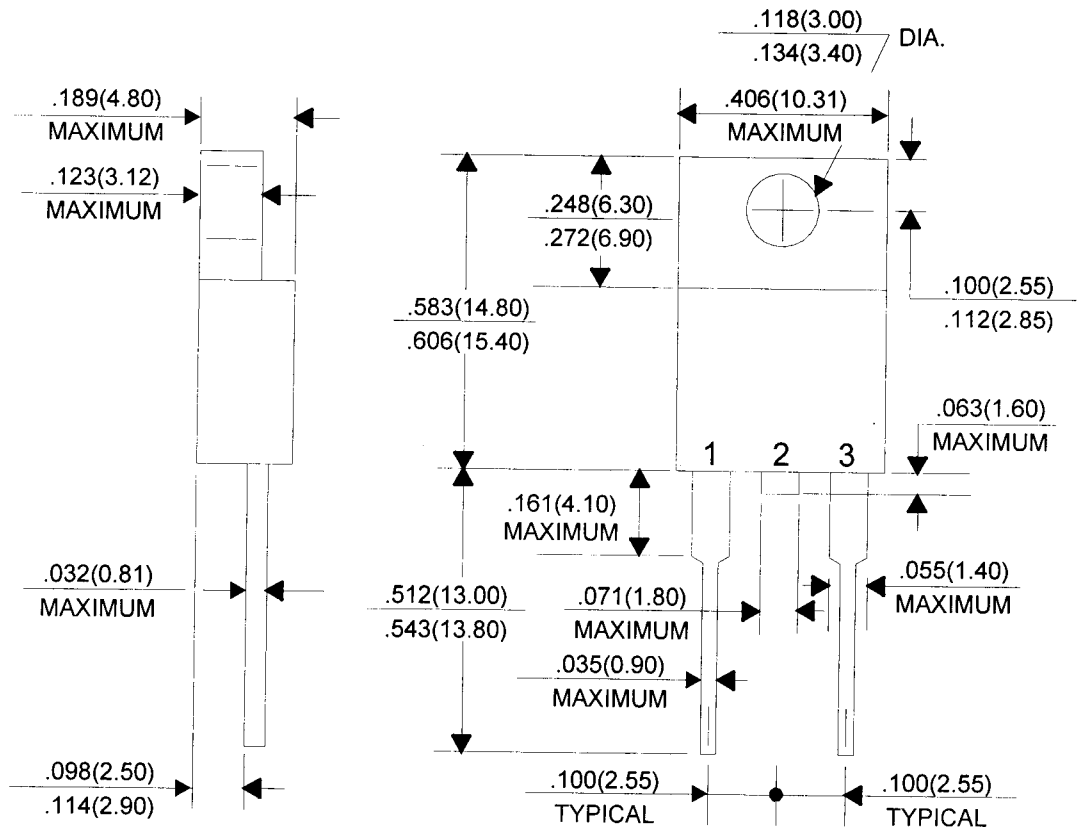 .118(3.00)
.134(3.40)
DIA.
.189(4.80)
MAXIMUM
.406(10.31)
MAXIMUM
.123(3.12)
MAXIMUM
.248(6.30)
.272(6.90)
.100(2.55)
.112(2.85)
.583(14.80)
.606(15.40)
.063(1.60)
MAXIMUM
1 2 3
.161(4.10)
MAXIMUM
.032(0.81)
MAXIMUM
.512(13.00)
.543(13.80)
.071(1.80)
MAXIMUM
.055(1.40)
MAXIMUM
.035(0.90)
MAXIMUM
.098(2.50)
.114(2.90)
.100(2.55)
TYPICAL
.100(2.55)
TYPICAL